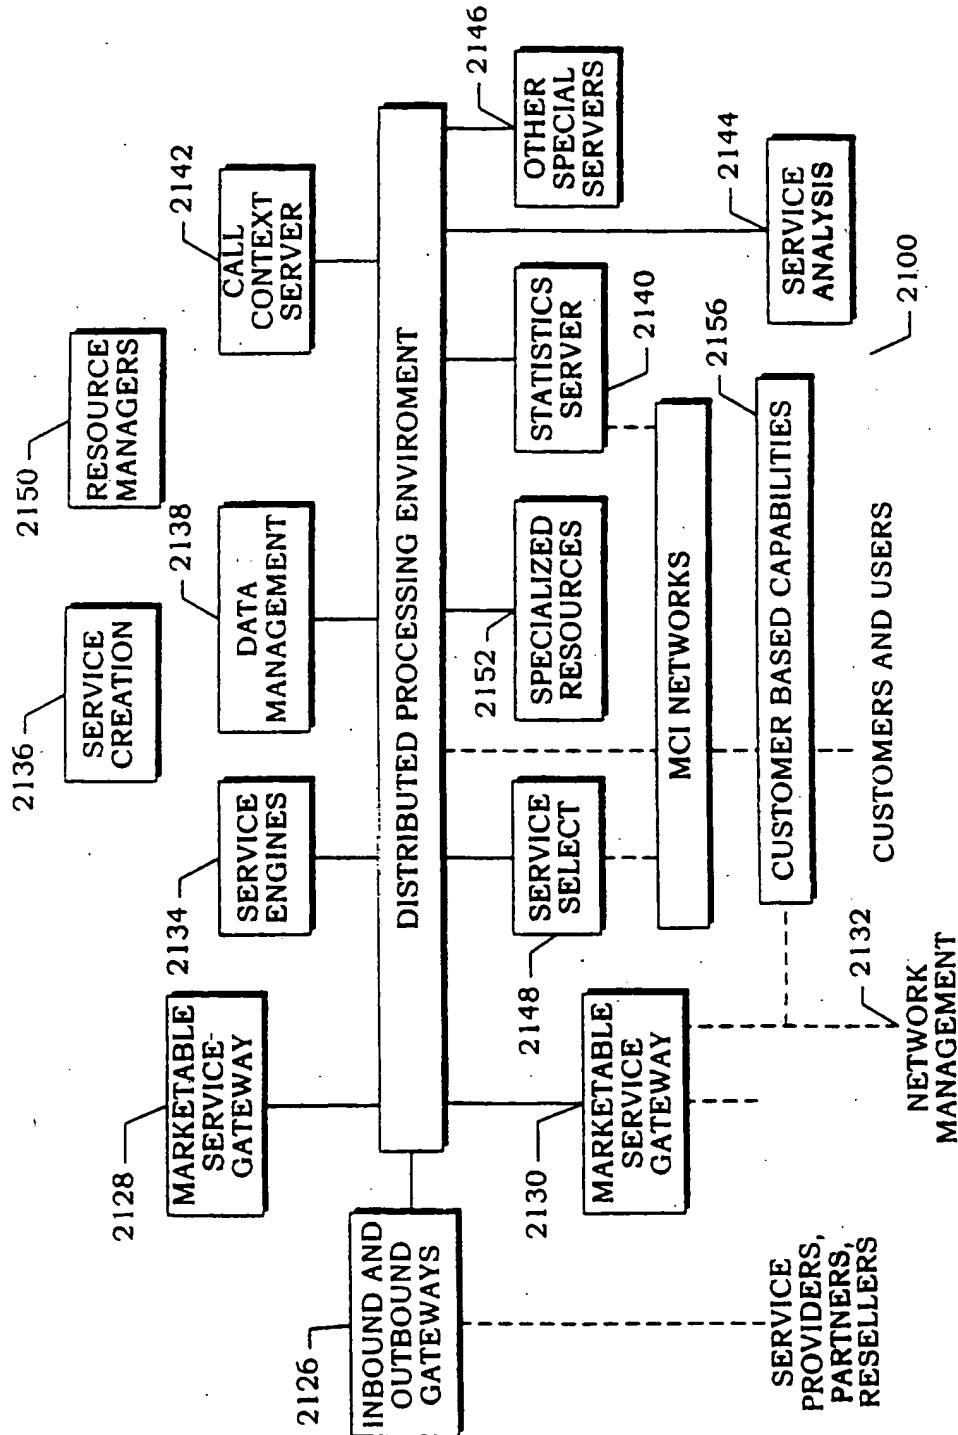 2126
INBOUND AND
OUTBOUND
GATEWAYS
SERVICE
PROVIDERS,
PARTNERS,
RESELLERS
2128
MARKETABLE
SERVICE-
GATEWAY
2130
MARKETABLE
SERVICE
GATEWAY
NETWORK
MANAGEMENT
2132
2134
SERVICE
ENGINES
2136
SERVICE
CREATION
2138
DATA
MANAGEMENT
2150
RESOURCE
MANAGERS
2142
CALL
CONTEXT
SERVER
DISTRIBUTED PROCESSING ENVIROMENT
2148
SERVICE
SELECT
2152
SPECIALIZED
RESOURCES
STATISTICS
SERVER
2140
OTHER
SPECIAL
SERVERS
2146
MCI NETWORKS
CUSTOMER BASED CAPABILITIES
2156
SERVICE
ANALYSIS
2144
CUSTOMERS AND USERS
2100